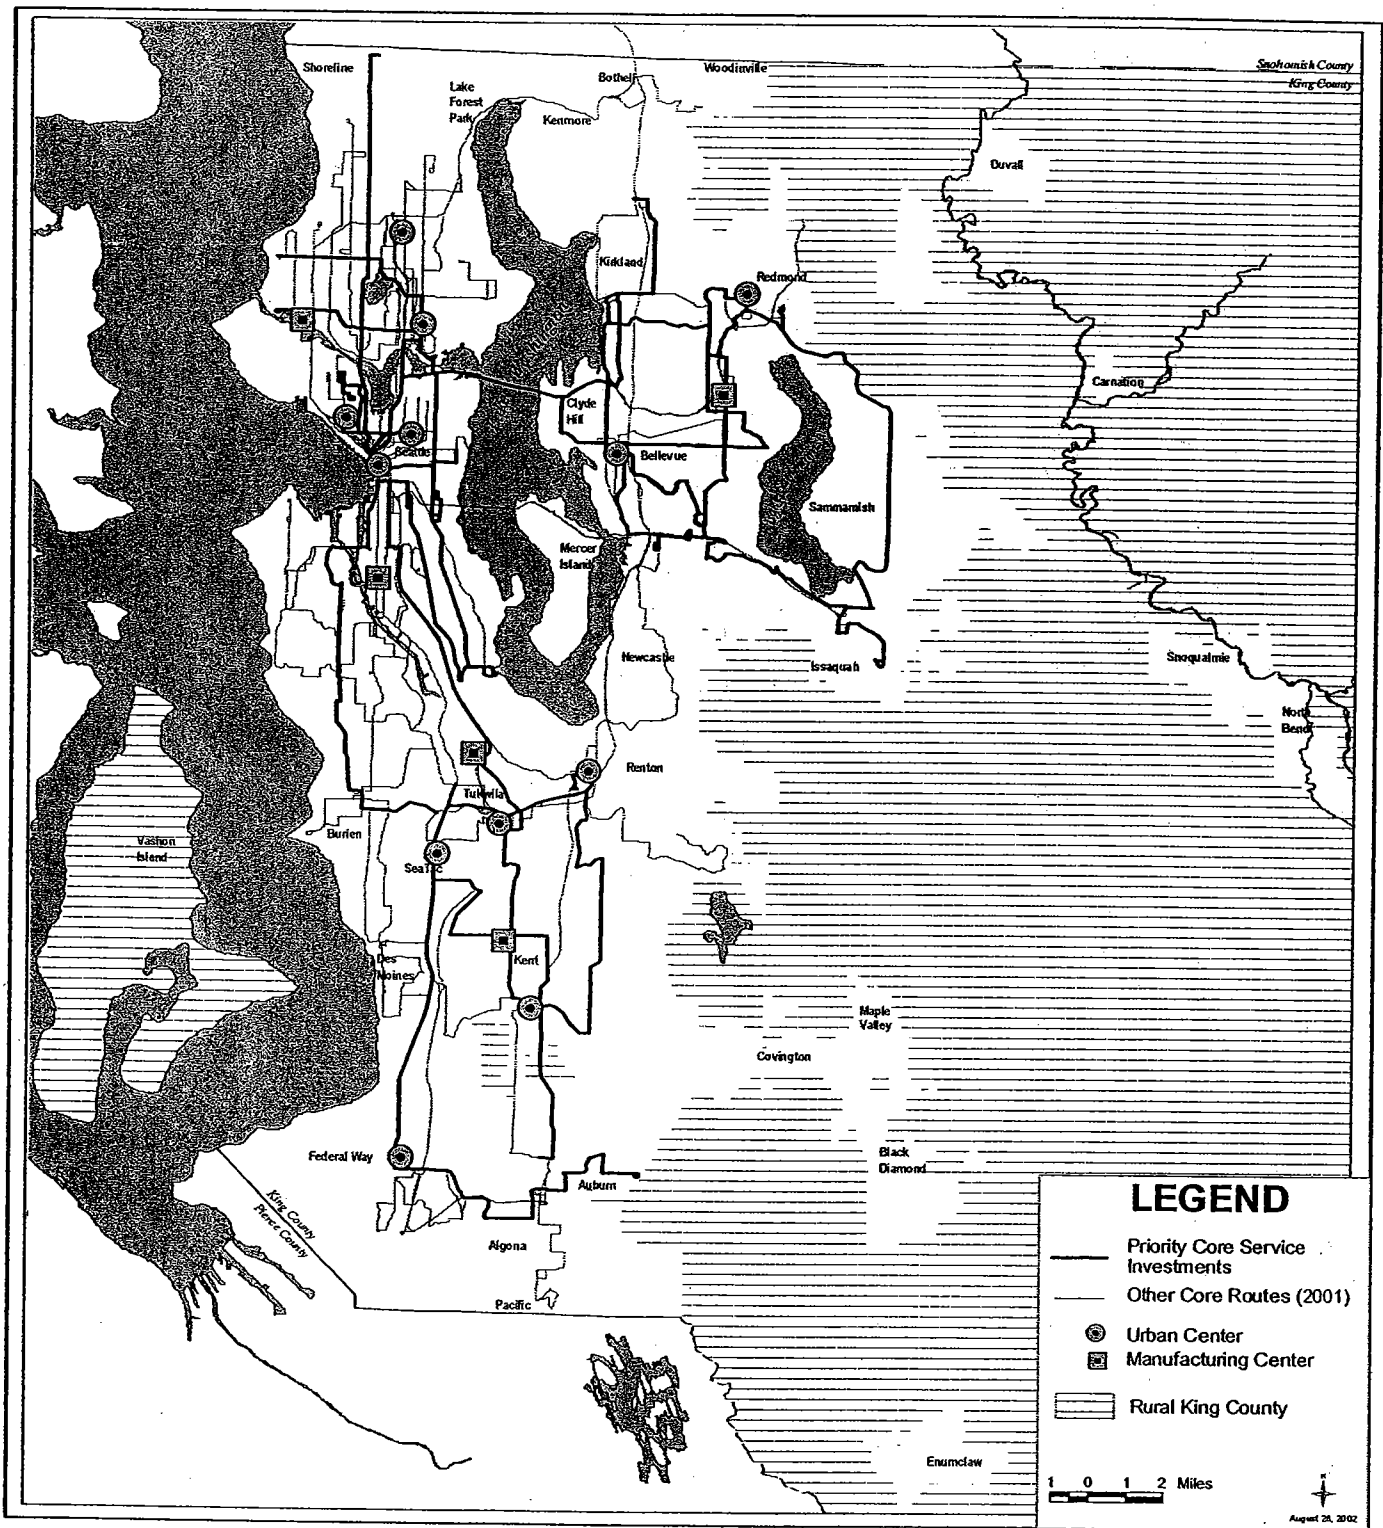 Snohomish County
King County
Shoreline
Bothell
Woodinville
Lake
Forest
Park
Kenmore
Duvall
Kirkland
Redmond
Carnation
Clyde
Hill
Seattle
Bellevue
Sammamish
Mercer
Island
Newcastle
Issaquah
Snoqualmie
North
Bend
Renton
Tukwila
Burien
Vashon
Island
SeaTac
Des
Moines
Kent
Maple
Valley
Covington
Federal Way
Black
Diamond
Auburn
King County
Pierce County
Algona
Pacific
Enumclaw
LEGEND
Priority Core Service
Investments
Other Core Routes (2001)
Urban Center
Manufacturing Center
Rural King County
1 0 1 2 Miles
N
August 28, 2002